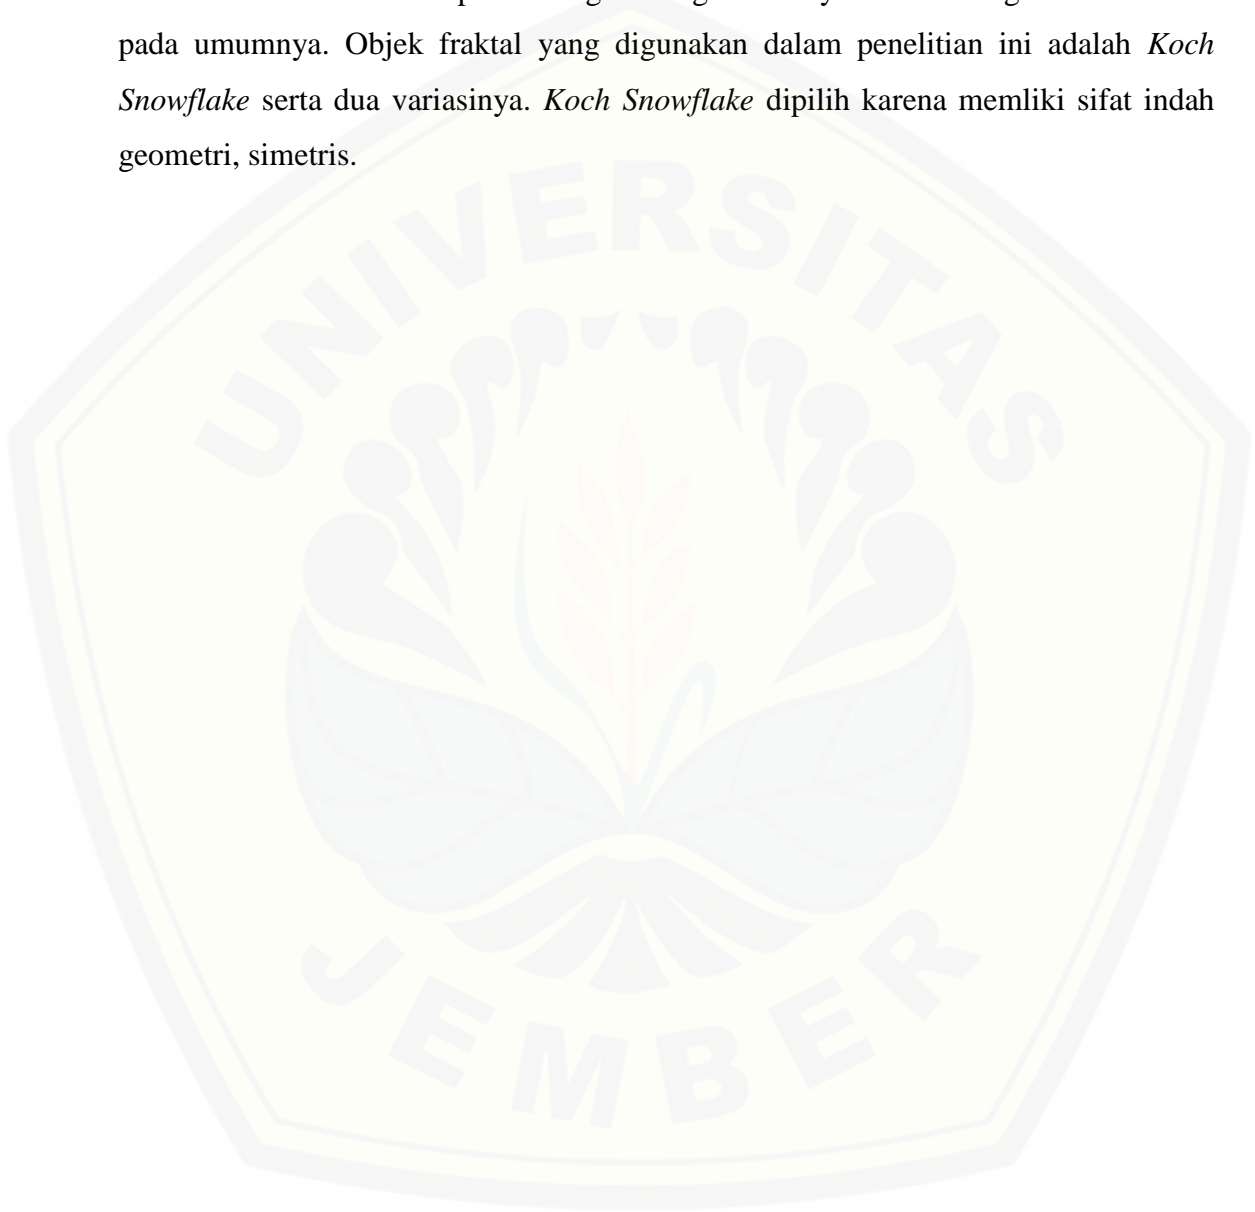 pada umumnya. Objek fraktal yang digunakan dalam penelitian ini adalah Koch
Snowflake serta dua variasinya. Koch Snowflake dipilih karena memliki sifat indah
geometri, simetris.
UNIVERSITAS
JEMBER